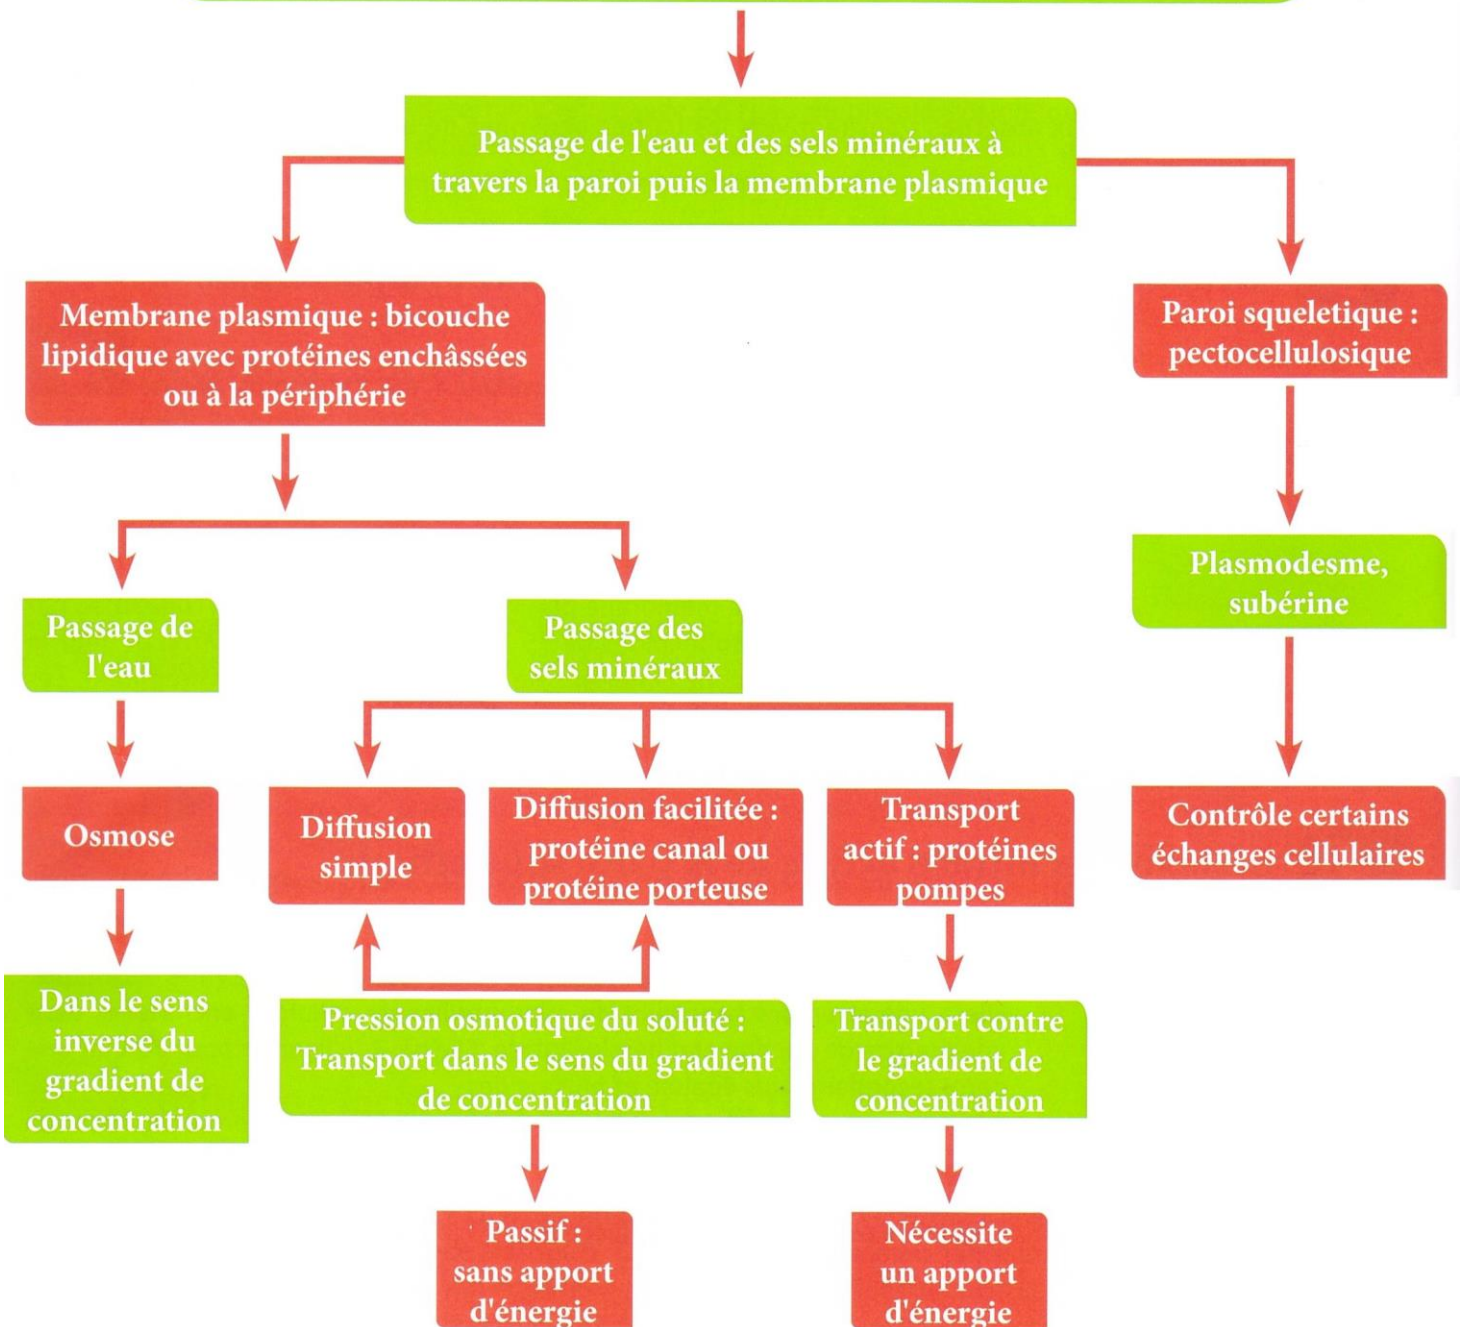 Passage de l'eau et des sels minéraux à
travers la paroi puis la membrane plasmique
Membrane plasmique : bicouche
lipidique avec protéines enchâssées
ou à la périphérie
Paroi squeletique :
pectocellulosique
Plasmodesme,
subérine
Passage de
l'eau
Passage des
sels minéraux
Osmose
Diffusion
simple
Diffusion facilitée :
protéine canal ou
protéine porteuse
Transport
actif : protéines
pompes
Contrôle certains
échanges cellulaires
Dans le sens
inverse du
gradient de
concentration
Pression osmotique du soluté :
Transport dans le sens du gradient
de concentration
Transport contre
le gradient de
concentration
Passif :
sans apport
d'énergie
Nécessite
un apport
d'énergie